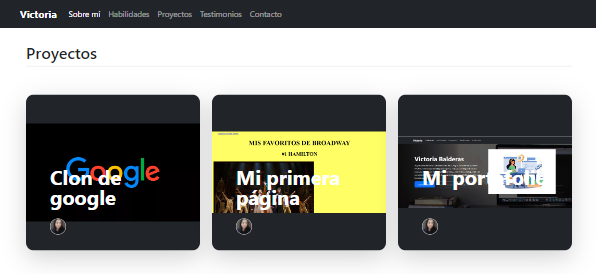 Victoria Sobre mi Habilidades Proyectos Testimonios Contacto
Proyectos
Google
Clon de
google
MIS FAVORITOS DE BROADWAY
#1 HAMILTON
Mi primera
página
Victoria Balderas
Mi portafolio